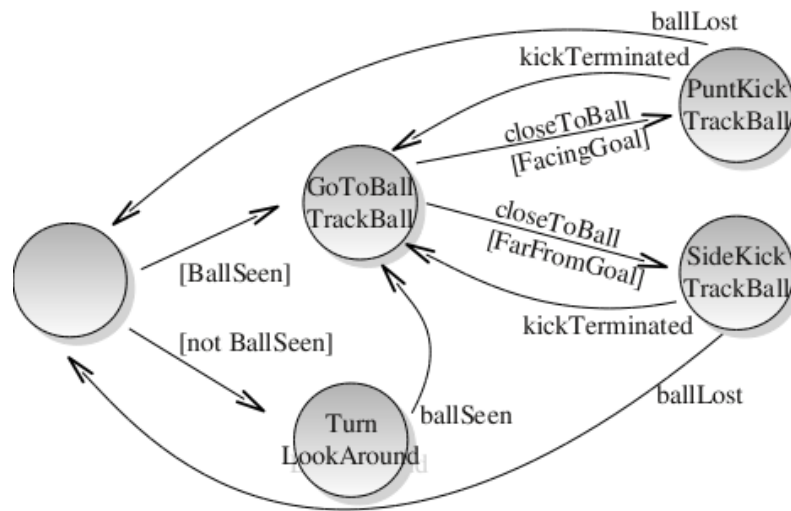 ballLost
kickTerminated
PuntKick
TrackBall
closeToBall
[FacingGoal]
GoToBall
TrackBall
closeToBall
[FarFromGoal]
SideKick
TrackBall
[BallSeen]
kickTerminated
[not BallSeen]
ballLost
ballSeen
Turn
LookAround